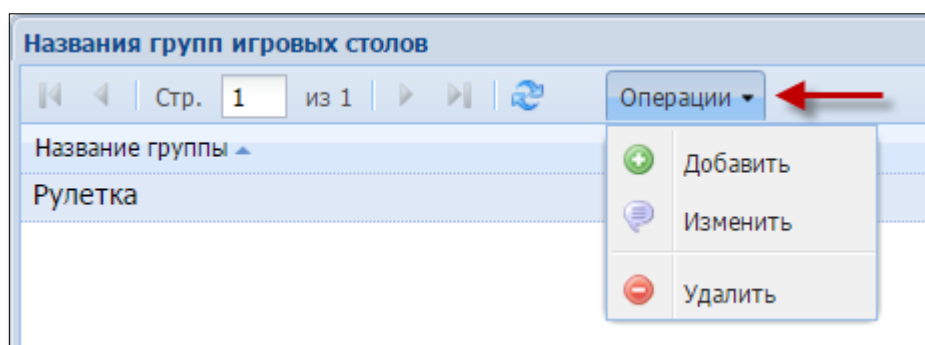 Названия групп игровых столов
Стр. 1 из 1 Операции
Название группы
Рулетка
Добавить
Изменить
Удалить